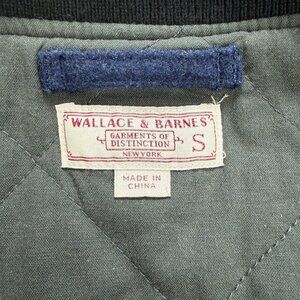 WALLACE & BARNES
GARMENTS OF
DISTINCTION
NEW YORK
S
MADE IN
CHINA